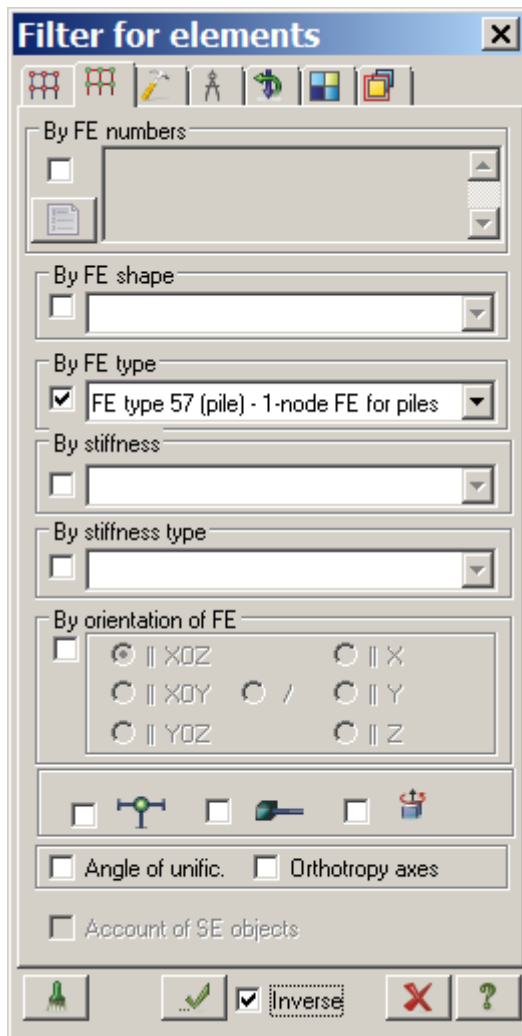 Filter for elements
By FE numbers
By FE shape
By FE type
FE type 57 (pile) - 1-node FE for piles
By stiffness
By stiffness type
By orientation of FE
|| XOZ || X
|| XOY / || Y
|| YOZ || Z
Angle of unific. Orthotropy axes
Account of SE objects
Inverse ?